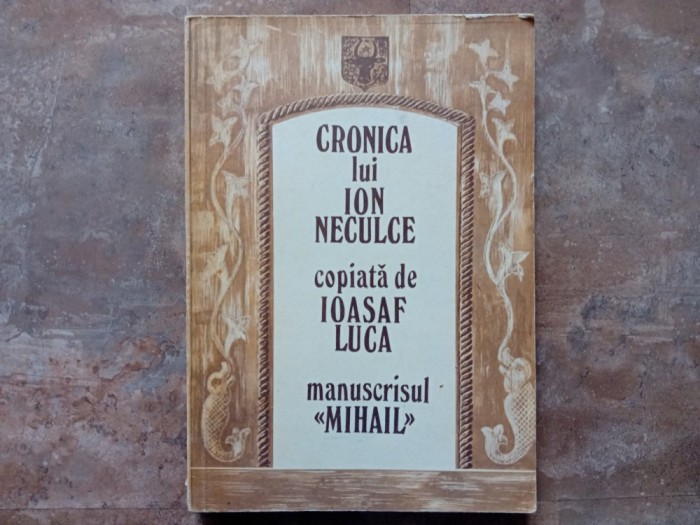 CRONICA
lui
ION
NECULCE
copiată de
IOASAF
LUCA
manuscrisul
«MIHAIL»